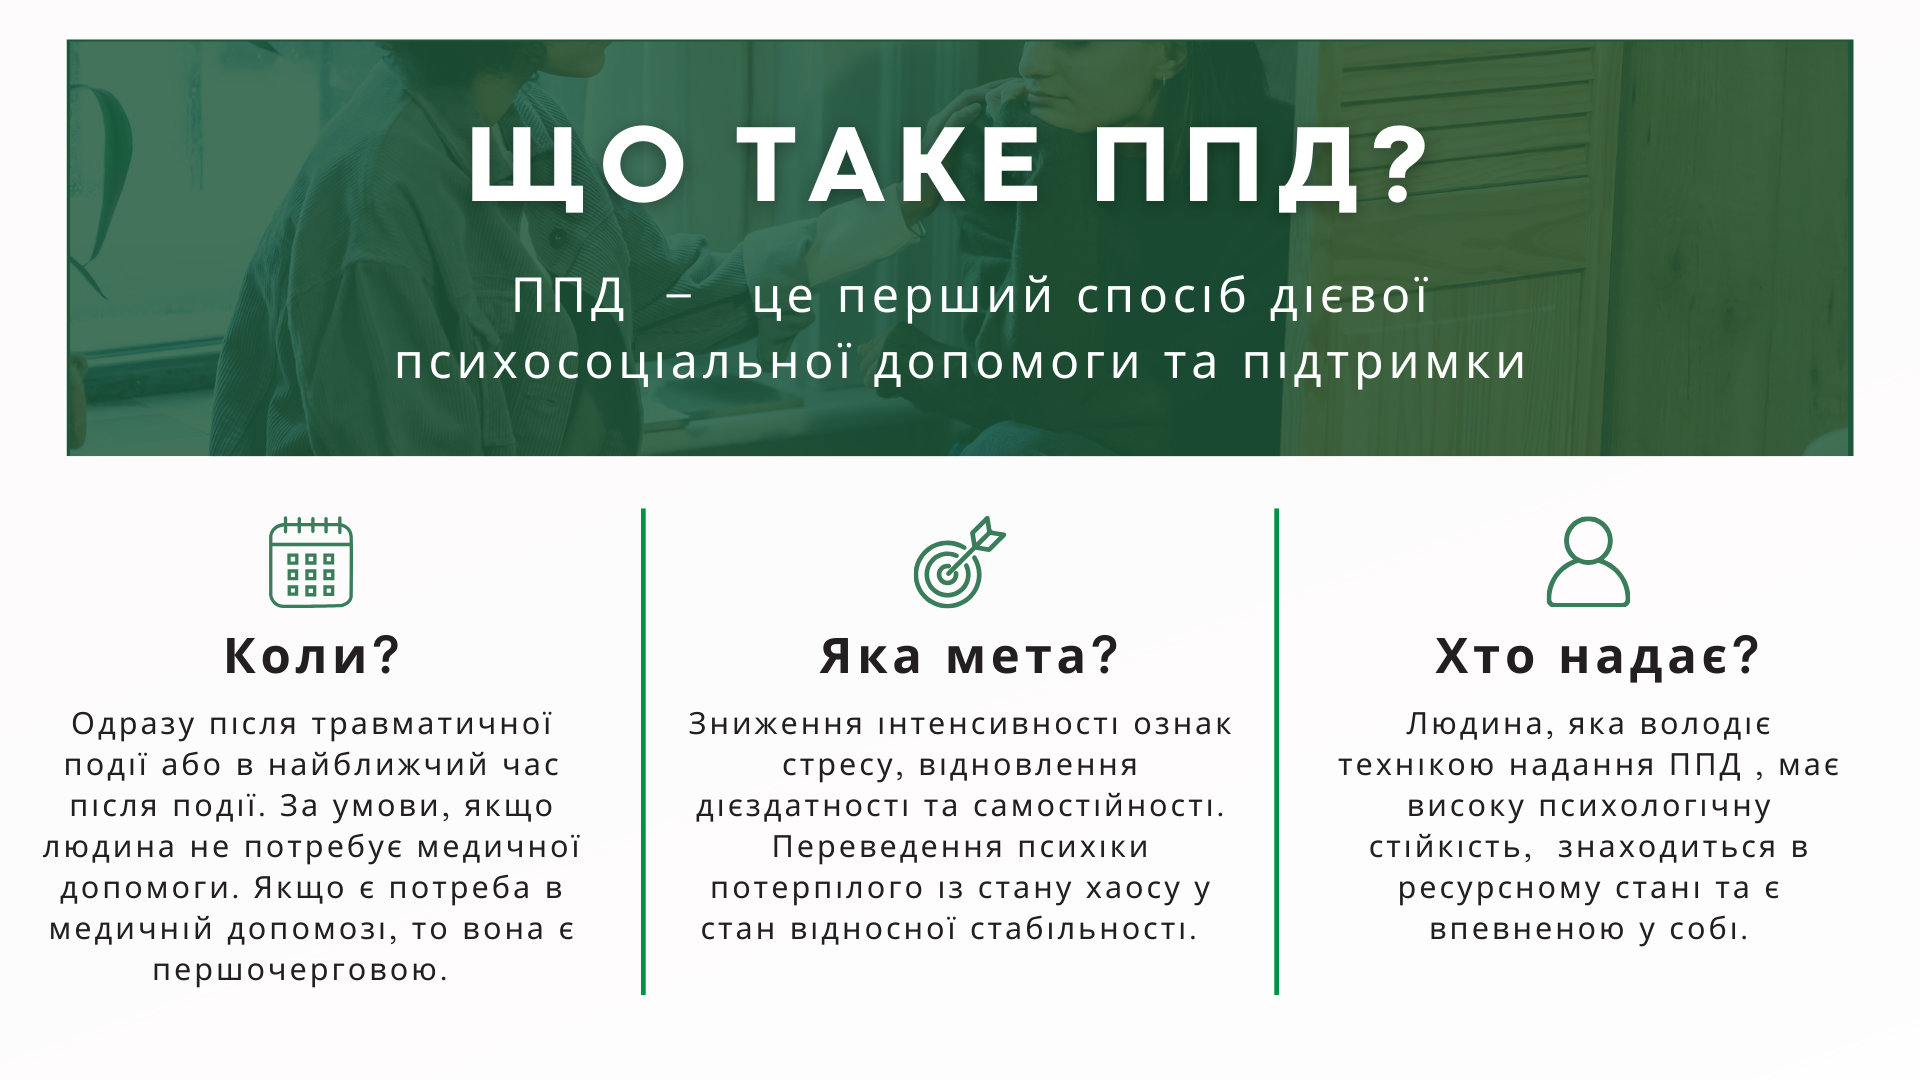 ЩО ТАКЕ ППД?
ППД – це перший спосіб дієвої
психосоціальної допомоги та підтримки
Коли?
Одразу після травматичної
події або в найближчий час
після події. За умови, якщо
людина не потребує медичної
допомоги. Якщо є потреба в
медичній допомозі, то вона є
першочерговою.
Яка мета?
Зниження інтенсивності ознак
стресу, відновлення
дієздатності та самостійності.
Переведення психіки
потерпілого із стану хаосу у
стан відносної стабільності.
Хто надає?
Людина, яка володіє
технікою надання ППД , має
високу психологічну
стійкість, знаходиться в
ресурсному стані та є
впевненою у собі.